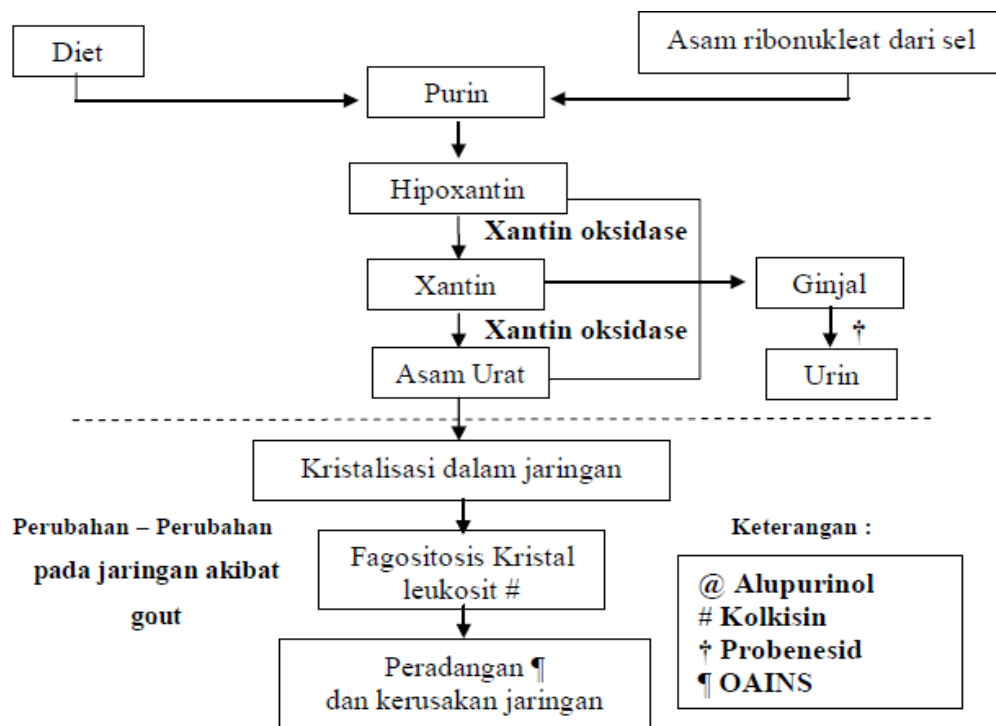 Diet
Asam ribonukleat dari sel
Purin
Hipoxantin
Xantin oksidase
Xantin
Ginjal
Xantin oksidase
†
Asam Urat
Urin
Kristalisasi dalam jaringan
Perubahan – Perubahan
pada jaringan akibat
gout
Fagositosis Kristal
leukosit #
Peradangan ¶
dan kerusakan jaringan
Keterangan :
@ Alupurinol
# Kolkisin
† Probenesid
¶ OAINS